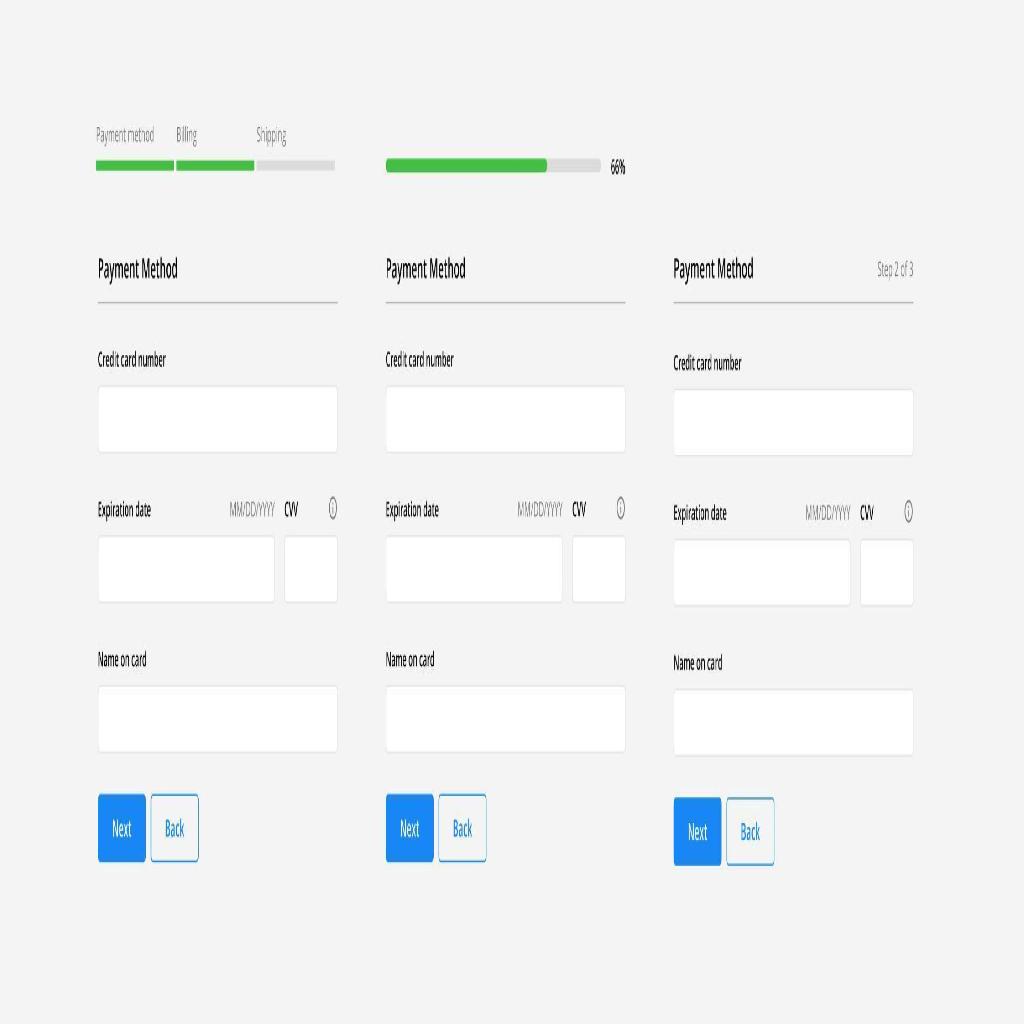 Payment method Billing Shipping
66%
Payment Method
Credit card number
Expiration date MM/DD/YYYY CVV
Name on card
Next Back
Payment Method
Credit card number
Expiration date MM/DD/YYYY CVV
Name on card
Next Back
Payment Method Step 2 of 3
Credit card number
Expiration date MM/DD/YYYY CVV
Name on card
Next Back